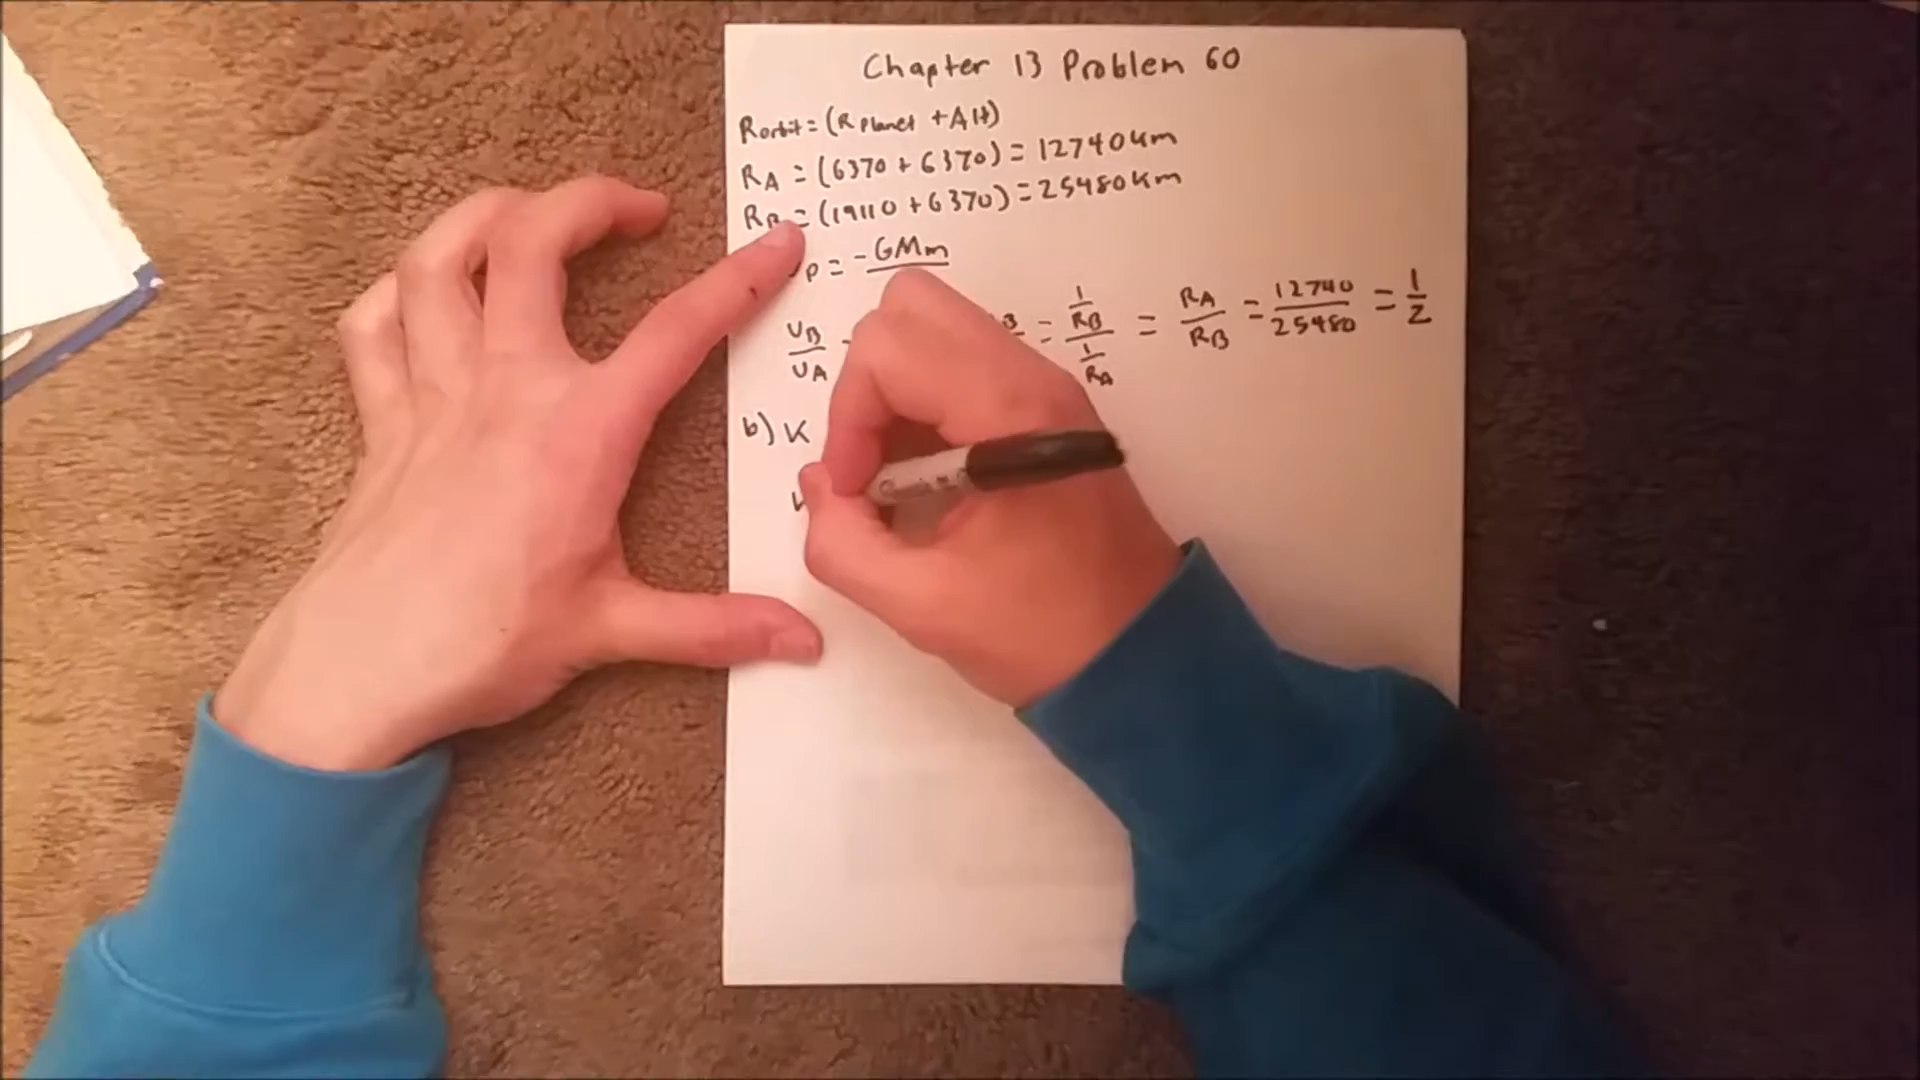 Chapter 13 Problem 60
Rorbit = (RPlanet + Alt)
RA = (6370 + 6370) = 12740km
RB = (19110 + 6370) = 25480km
P = -GMm
UB/UA = (1/RB)/(1/RA) = RA/RB = 12740/25480 = 1/2
b) K